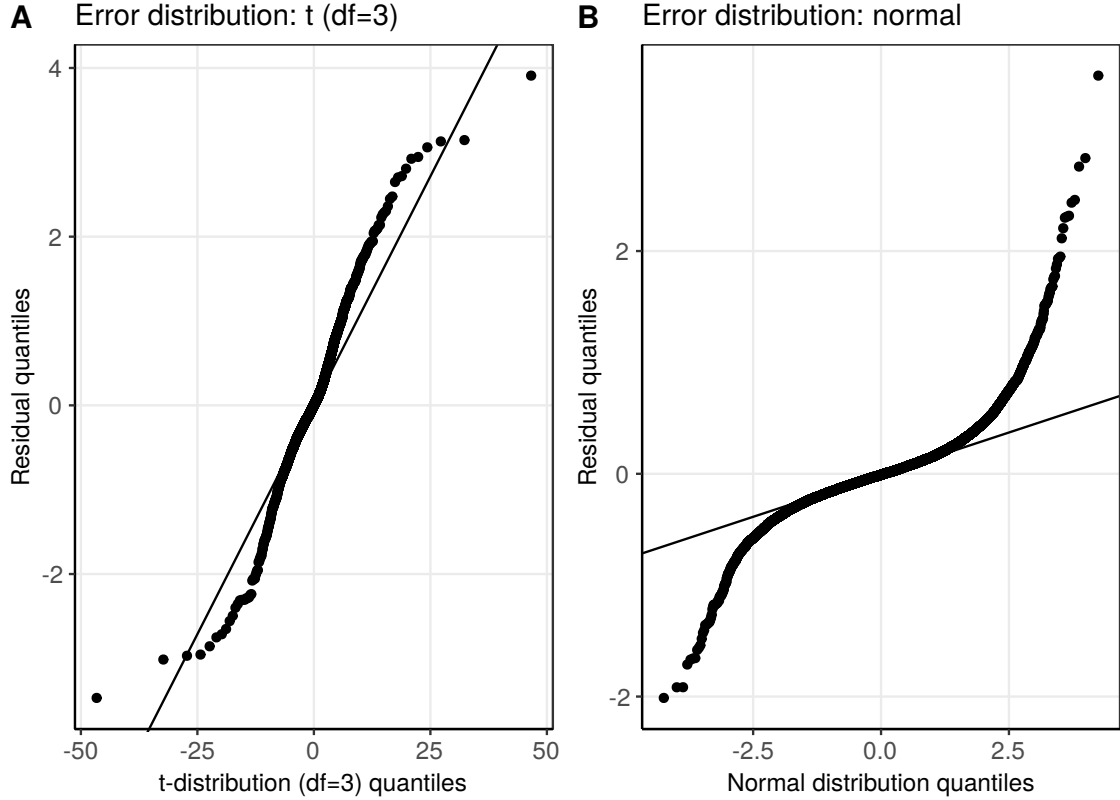 A
Error distribution: t (df=3)
4
2
0
-2
Residual quantiles
-50
-25
0
25
50
t-distribution (df=3) quantiles
B
Error distribution: normal
2
0
-2
Residual quantiles
-2.5
0.0
2.5
Normal distribution quantiles